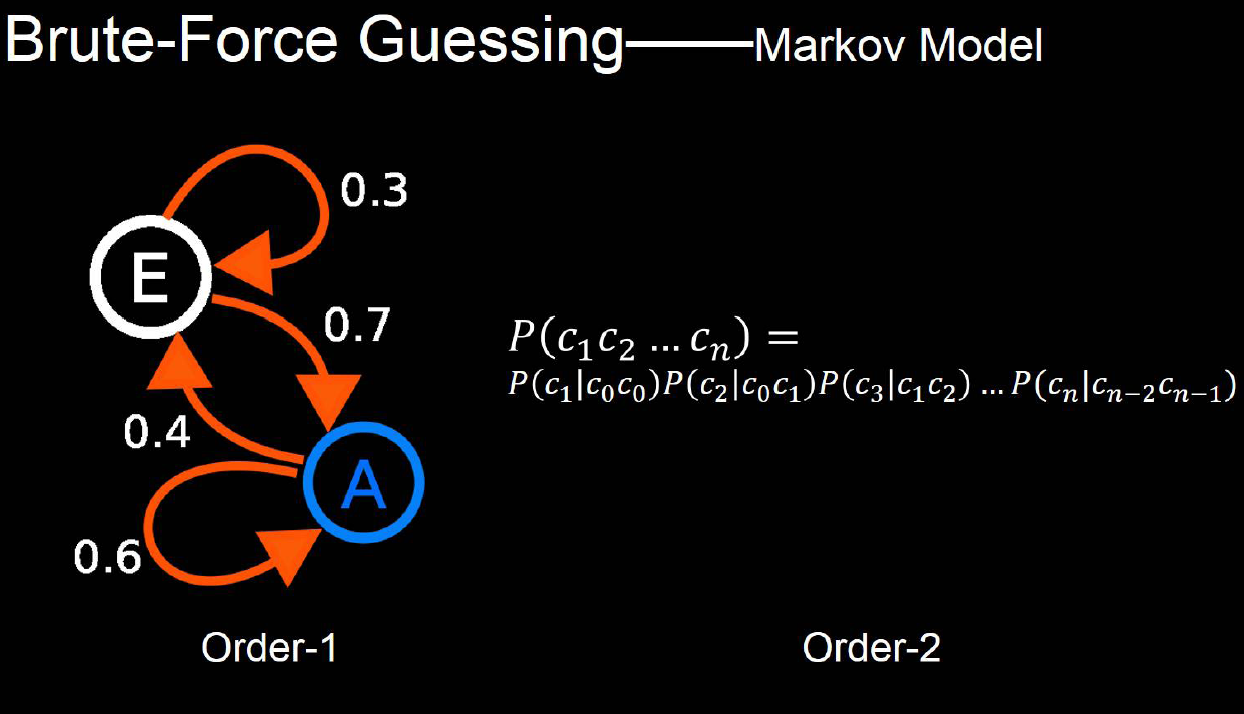 Brute-Force Guessing——Markov Model
0.3
E
0.7
P(c₁c₂ … cₙ) =
P(c₁|c₀c₀)P(c₂|c₀c₁)P(c₃|c₁c₂) … P(cₙ|cₙ₋₂cₙ₋₁)
0.4
A
0.6
Order-1
Order-2